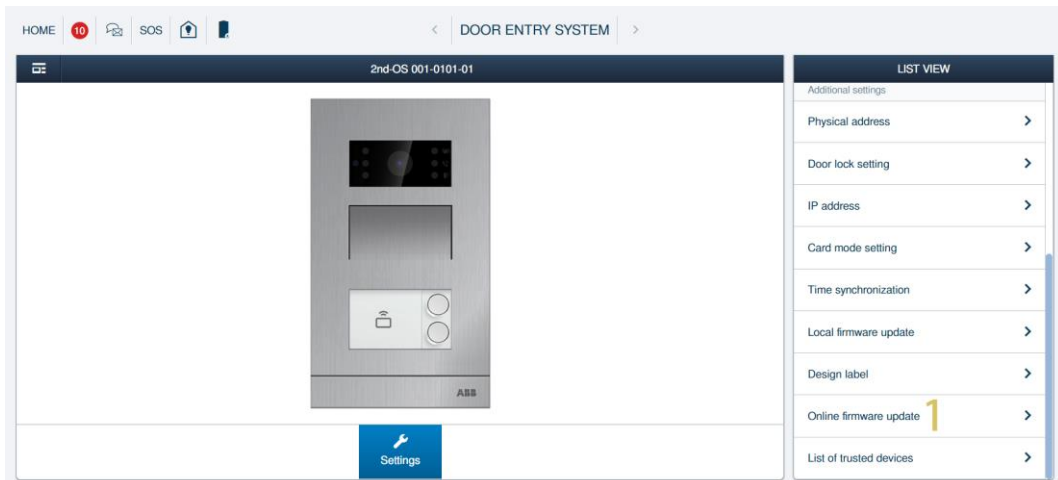 HOME 10 SOS DOOR ENTRY SYSTEM
2nd-OS 001-0101-01
ABB
Settings
LIST VIEW
Additional settings
Physical address
Door lock setting
IP address
Card mode setting
Time synchronization
Local firmware update
Design label
Online firmware update 1
List of trusted devices